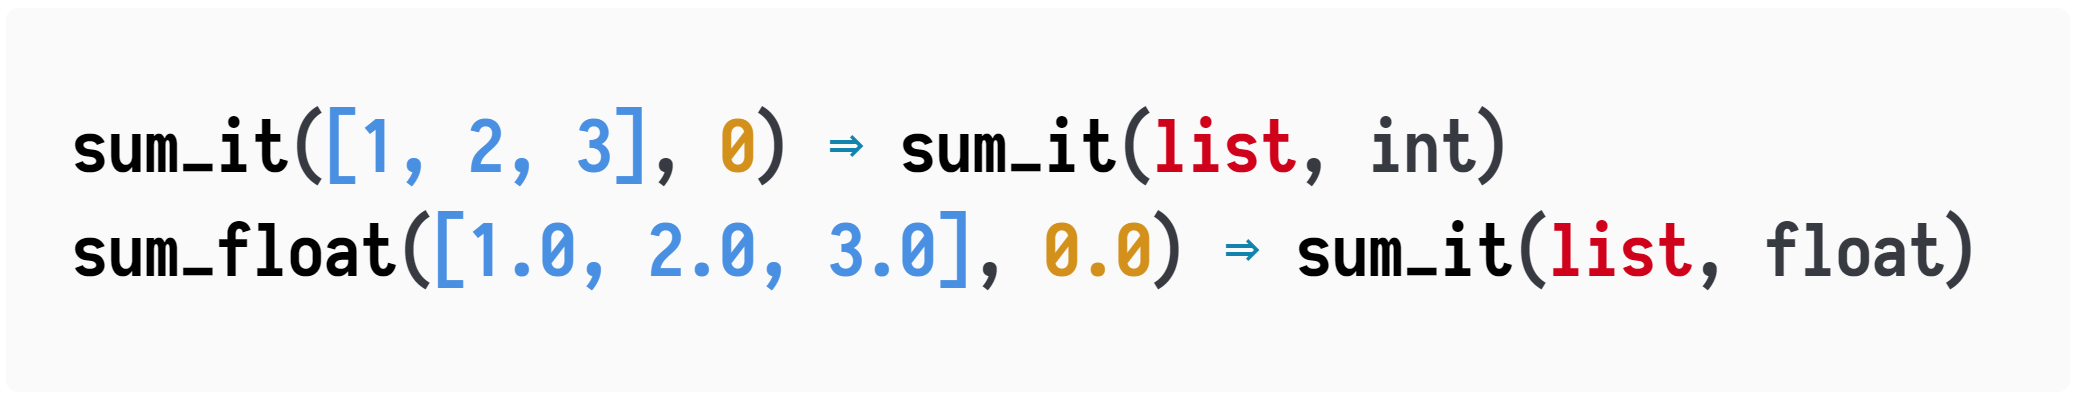 sum_it([1, 2, 3], 0) ⇒ sum_it(list, int)
sum_float([1.0, 2.0, 3.0], 0.0) ⇒ sum_it(list, float)